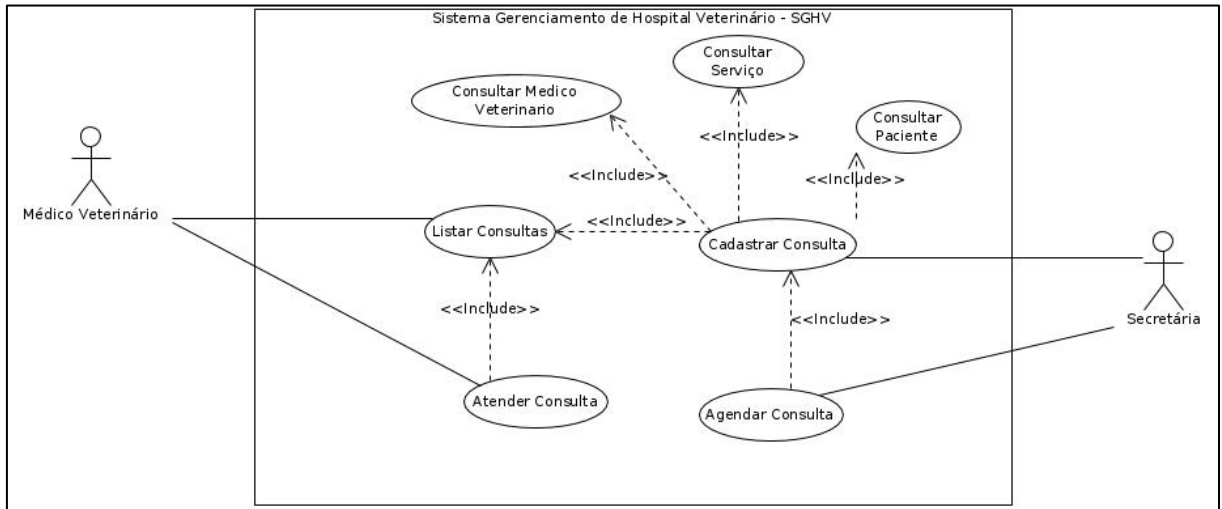 Sistema Gerenciamento de Hospital Veterinário - SGHV
Consultar
Serviço
Consultar Medico
Veterinario
Consultar
Paciente
<<Include>>
<<Include>>
<<Include>>
Médico Veterinário
Listar Consultas
<<Include>>
Cadastrar Consulta
<<Include>>
<<Include>>
Secretária
Atender Consulta
Agendar Consulta